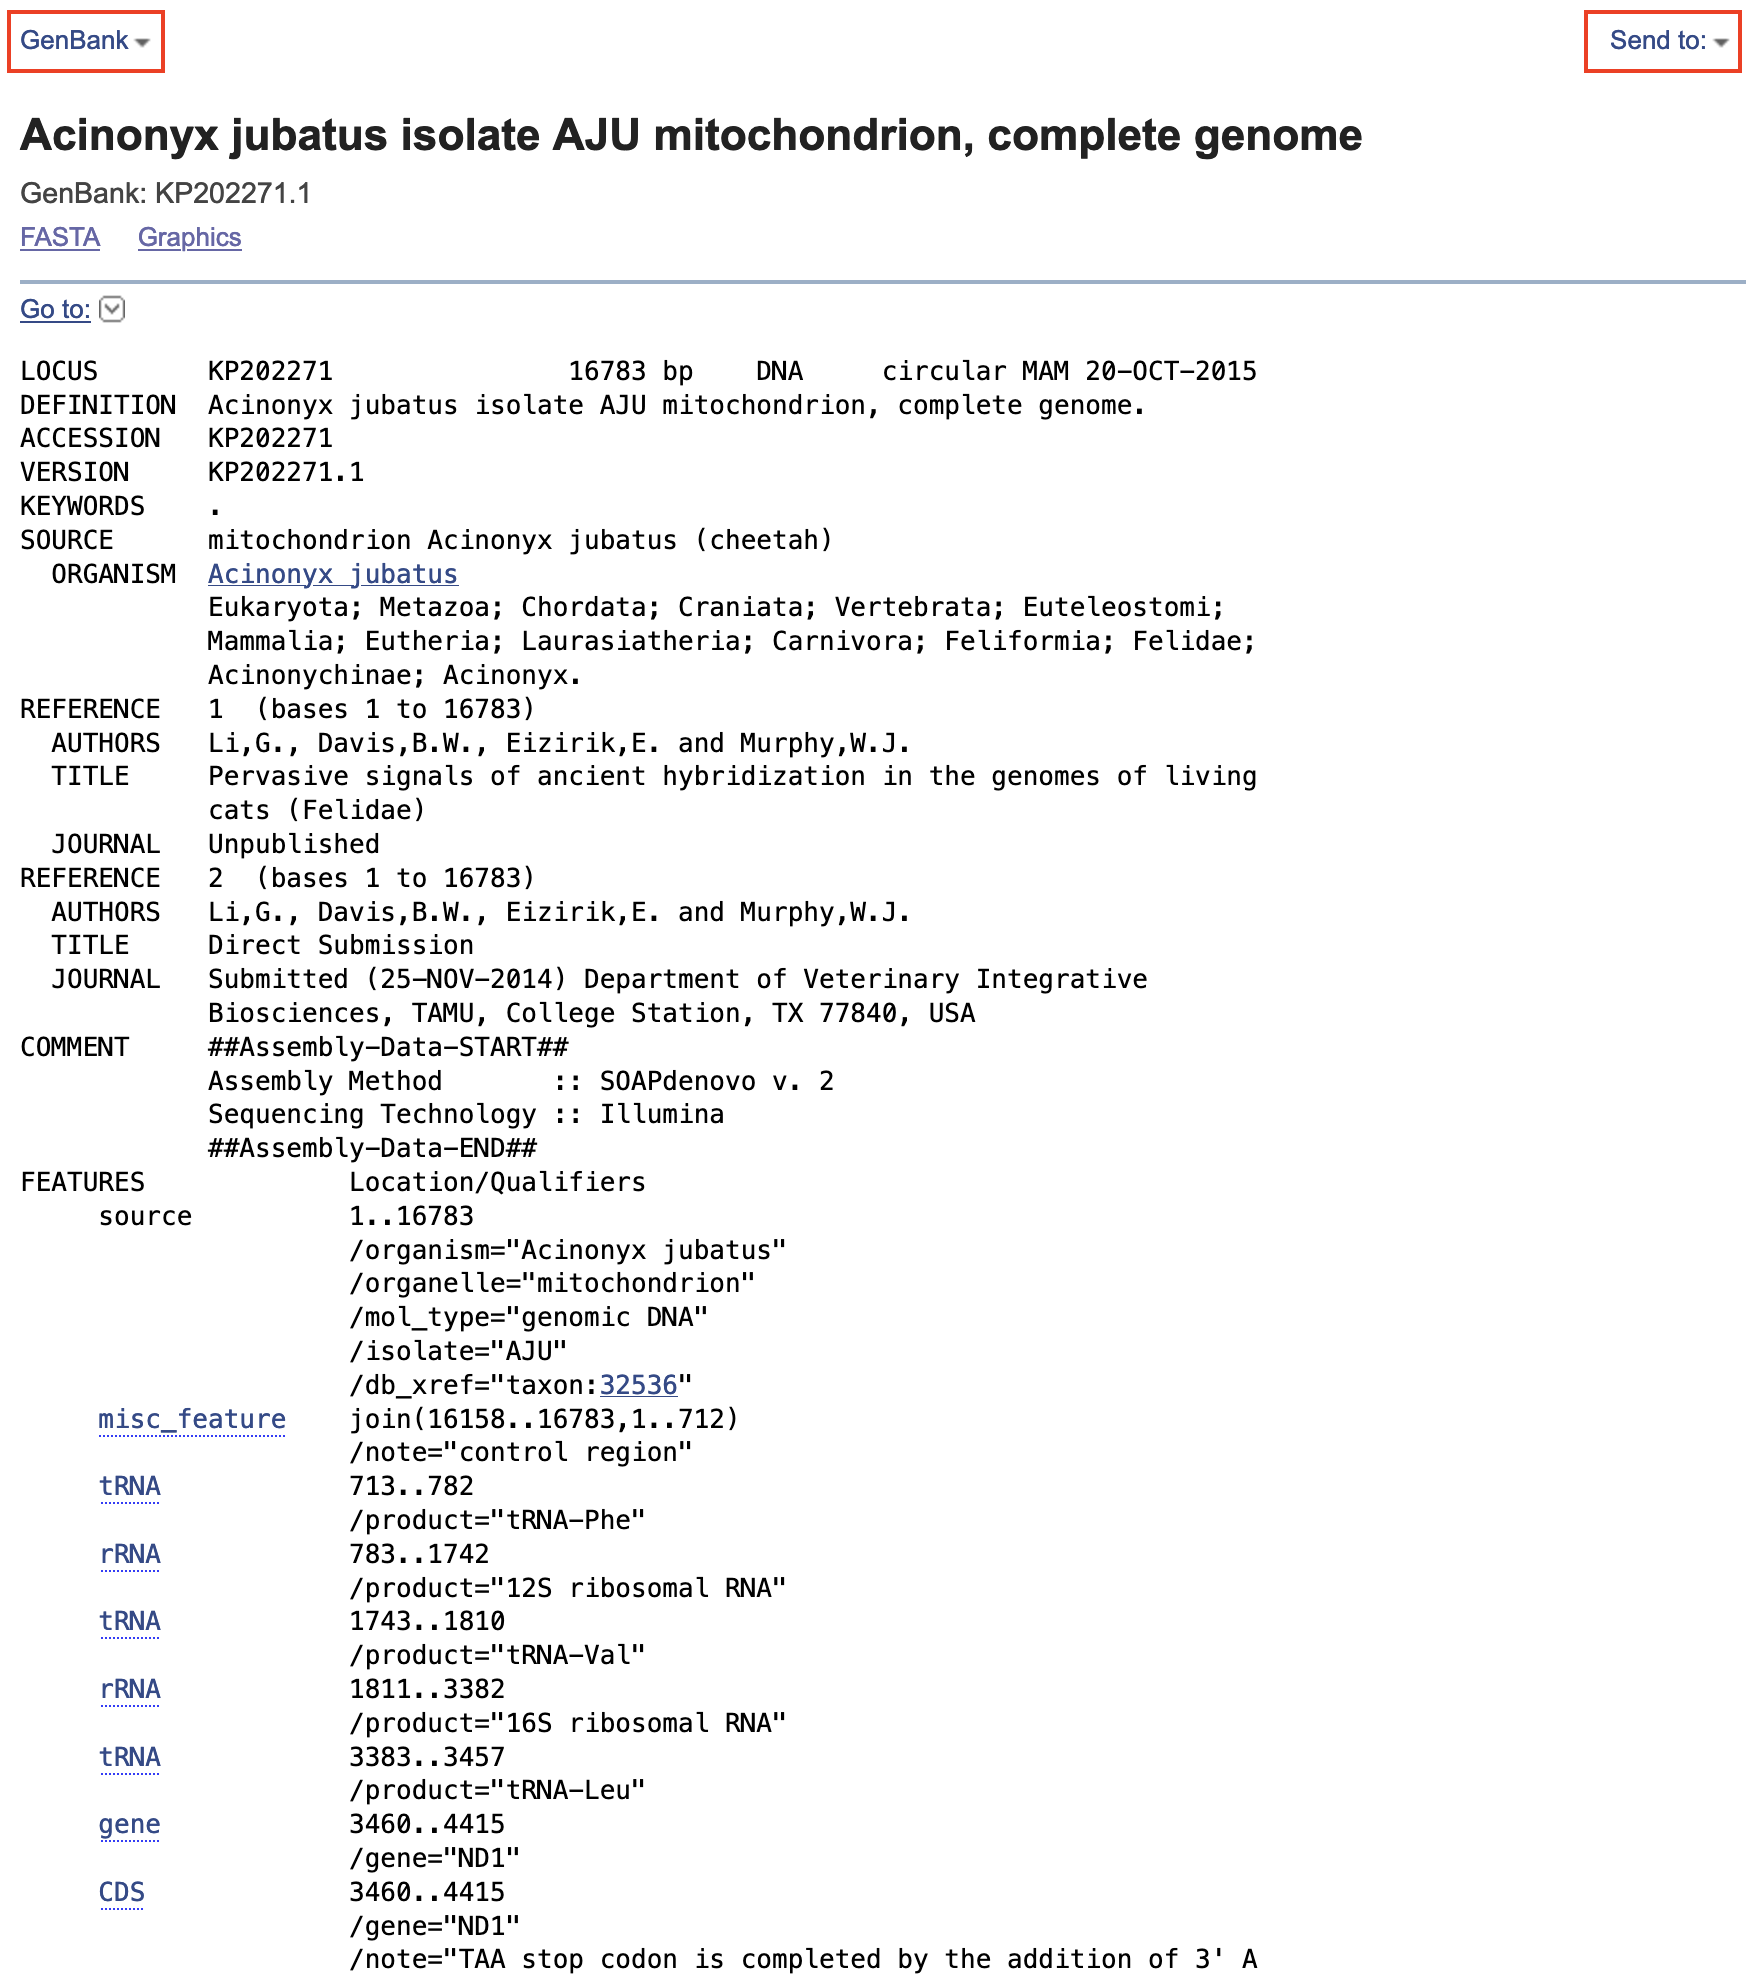 GenBank
Send to:
Acinonyx jubatus isolate AJU mitochondrion, complete genome
GenBank: KP202271.1
FASTA Graphics
Go to:
LOCUS KP202271 16783 bp DNA circular MAM 20-OCT-2015
DEFINITION Acinonyx jubatus isolate AJU mitochondrion, complete genome.
ACCESSION KP202271
VERSION KP202271.1
KEYWORDS .
SOURCE mitochondrion Acinonyx jubatus (cheetah)
ORGANISM Acinonyx jubatus
Eukaryota; Metazoa; Chordata; Craniata; Vertebrata; Euteleostomi;
Mammalia; Eutheria; Laurasiatheria; Carnivora; Feliformia; Felidae;
Acinonychinae; Acinonyx.
REFERENCE 1 (bases 1 to 16783)
AUTHORS Li,G., Davis,B.W., Eizirik,E. and Murphy,W.J.
TITLE Pervasive signals of ancient hybridization in the genomes of living
cats (Felidae)
JOURNAL Unpublished
REFERENCE 2 (bases 1 to 16783)
AUTHORS Li,G., Davis,B.W., Eizirik,E. and Murphy,W.J.
TITLE Direct Submission
JOURNAL Submitted (25-NOV-2014) Department of Veterinary Integrative
Biosciences, TAMU, College Station, TX 77840, USA
COMMENT ##Assembly-Data-START##
Assembly Method :: SOAPdenovo v. 2
Sequencing Technology :: Illumina
##Assembly-Data-END##
FEATURES Location/Qualifiers
source 1..16783
/organism="Acinonyx jubatus"
/organelle="mitochondrion"
/mol_type="genomic DNA"
/isolate="AJU"
/db_xref="taxon:32536"
misc_feature join(16158..16783,1..712)
/note="control region"
tRNA 713..782
/product="tRNA-Phe"
rRNA 783..1742
/product="12S ribosomal RNA"
tRNA 1743..1810
/product="tRNA-Val"
rRNA 1811..3382
/product="16S ribosomal RNA"
tRNA 3383..3457
/product="tRNA-Leu"
gene 3460..4415
/gene="ND1"
CDS 3460..4415
/gene="ND1"
/note="TAA stop codon is completed by the addition of 3' A